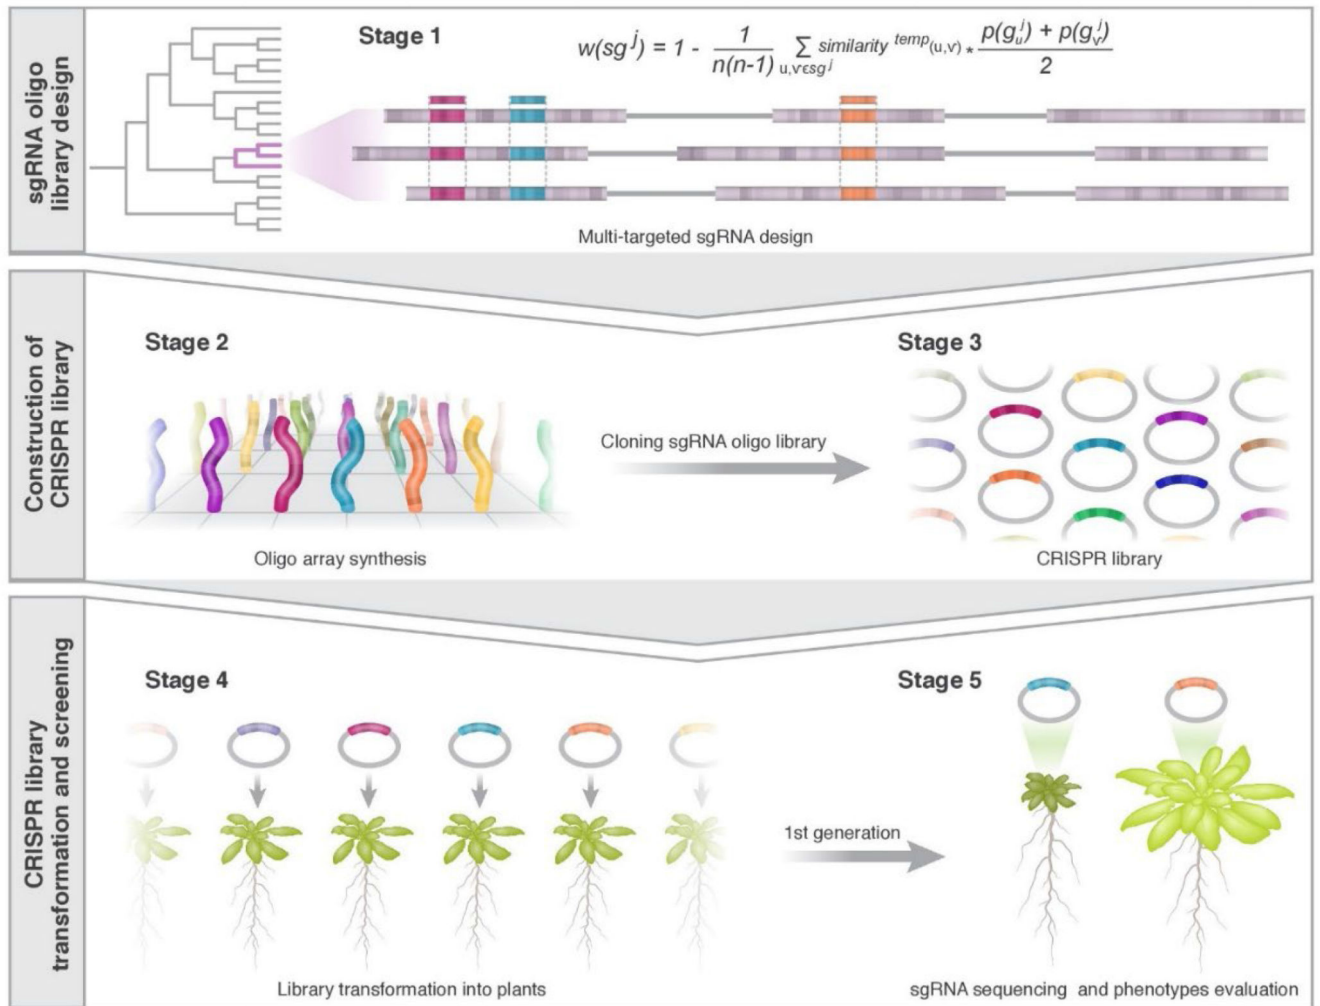 sgRNA oligo
library design
Stage 1
w(sg^j) = 1 - \frac{1}{n(n-1)} \sum_{u,v∈sg^j} similarity^{temp}(u,v) * \frac{p(g_u^j) + p(g_v^j)}{2}
Multi-targeted sgRNA design
Construction of
CRISPR library
Stage 2
Oligo array synthesis
Cloning sgRNA oligo library
Stage 3
CRISPR library
CRISPR library
transformation and screening
Stage 4
Library transformation into plants
1st generation
Stage 5
sgRNA sequencing and phenotypes evaluation